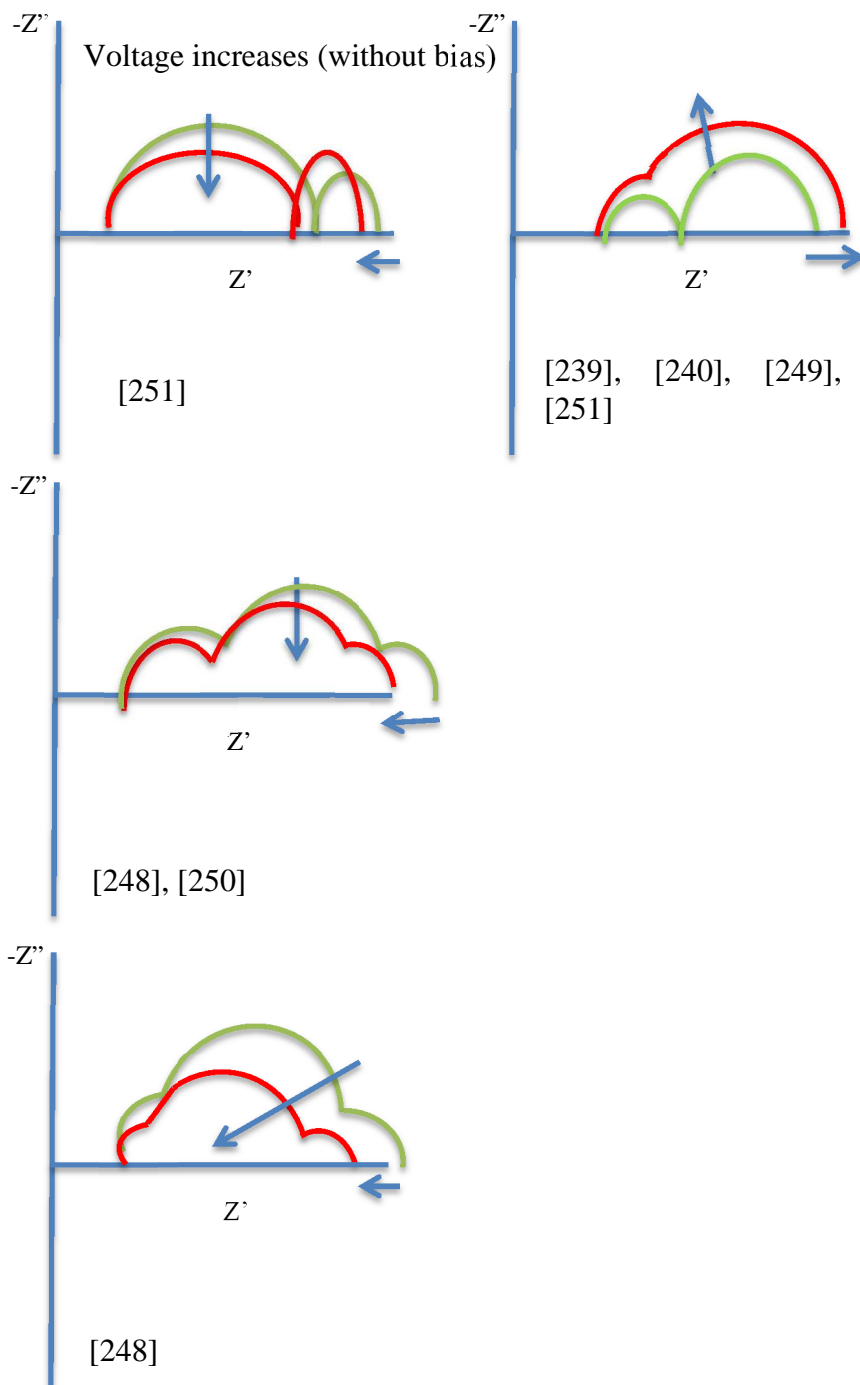 -Z”
-Z”
Voltage increases (without bias)
Z’
Z’
[251]
[239], [240], [249],
[251]
-Z”
Z’
[248], [250]
-Z”
Z’
[248]